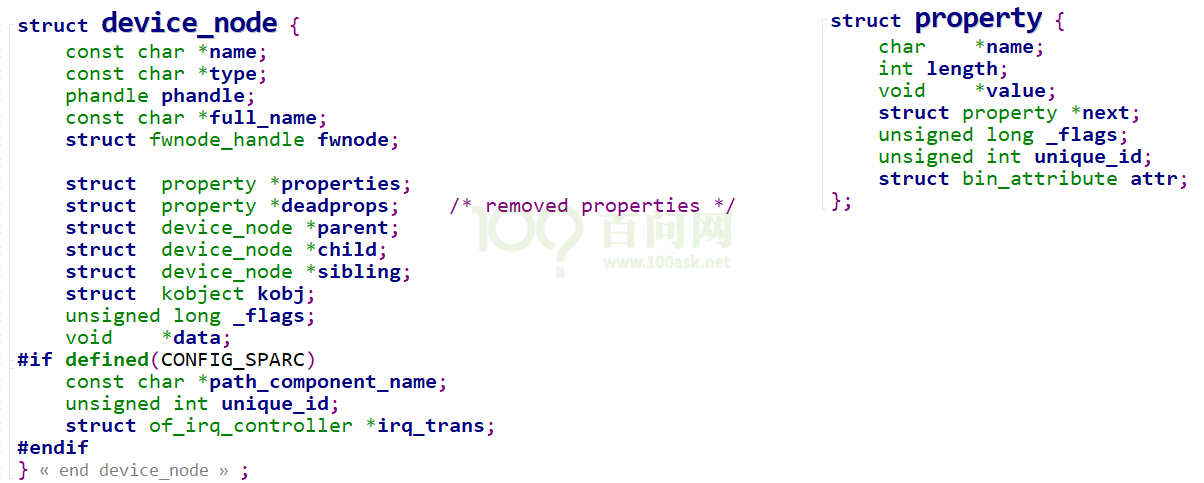 struct device_node {
const char *name;
const char *type;
phandle phandle;
const char *full_name;
struct fwnode_handle fwnode;
struct property *properties;
struct property *deadprops; /* removed properties */
struct device_node *parent;
struct device_node *child;
struct device_node *sibling;
struct kobject kobj;
unsigned long _flags;
void *data;
#if defined(CONFIG_SPARC)
const char *path_component_name;
unsigned int unique_id;
struct of_irq_controller *irq_trans;
#endif
} « end device_node » ;
struct property {
char *name;
int length;
void *value;
struct property *next;
unsigned long _flags;
unsigned int unique_id;
struct bin_attribute attr;
};
100?
百问网
www.100ask.net